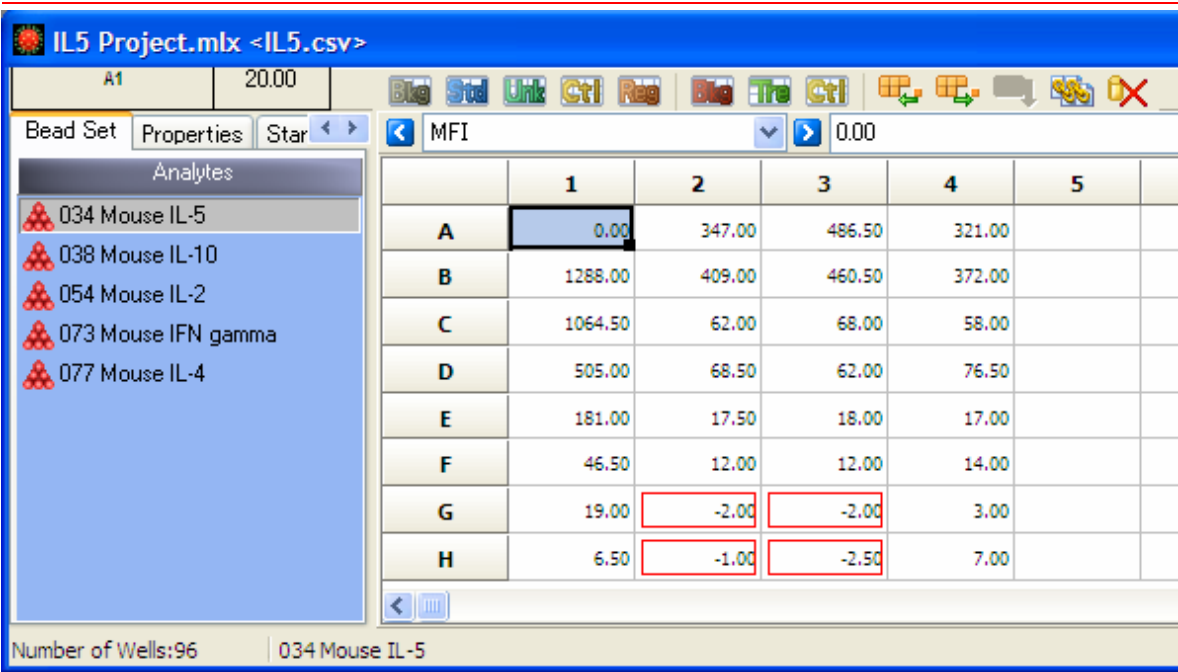 IL5 Project.mlx <IL5.csv>
A1 20.00 Bkg Std Unk Ctl Reg Bkg Tre Ctl
Bead Set Properties Star MFI 0.00
Analytes
034 Mouse IL-5
038 Mouse IL-10
054 Mouse IL-2
073 Mouse IFN gamma
077 Mouse IL-4
1 2 3 4 5
A 0.00 347.00 486.50 321.00
B 1288.00 409.00 460.50 372.00
C 1064.50 62.00 68.00 58.00
D 505.00 68.50 62.00 76.50
E 181.00 17.50 18.00 17.00
F 46.50 12.00 12.00 14.00
G 19.00 -2.00 -2.00 3.00
H 6.50 -1.00 -2.50 7.00
Number of Wells:96 034 Mouse IL-5